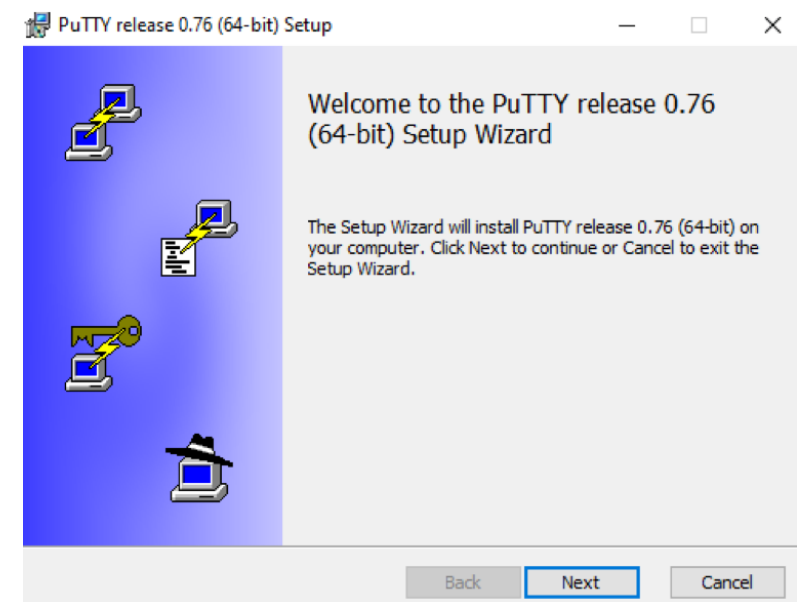 PuTTY release 0.76 (64-bit) Setup
Welcome to the PuTTY release 0.76
(64-bit) Setup Wizard
The Setup Wizard will install PuTTY release 0.76 (64-bit) on
your computer. Click Next to continue or Cancel to exit the
Setup Wizard.
Back Next Cancel